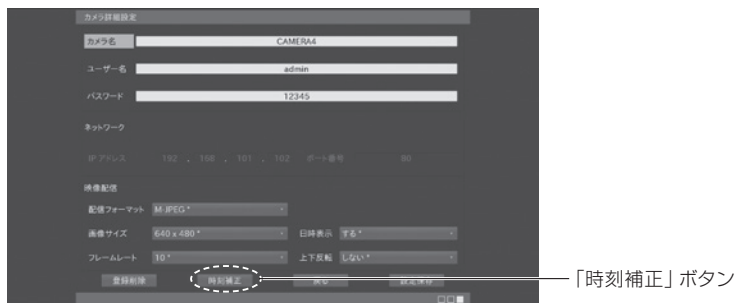 カメラ詳細設定
カメラ名 CAMERA4
ユーザー名 admin
パスワード 12345
ネットワーク
IPアドレス 192 . 168 . 101 . 102 ポート番号 80
映像配信
配信フォーマット M-JPEG *
画像サイズ 640 x 480 * 日時表示 する *
フレームレート 10 * 上下反転 しない *
登録削除 時刻補正 戻る 設定保存
「時刻補正」ボタン